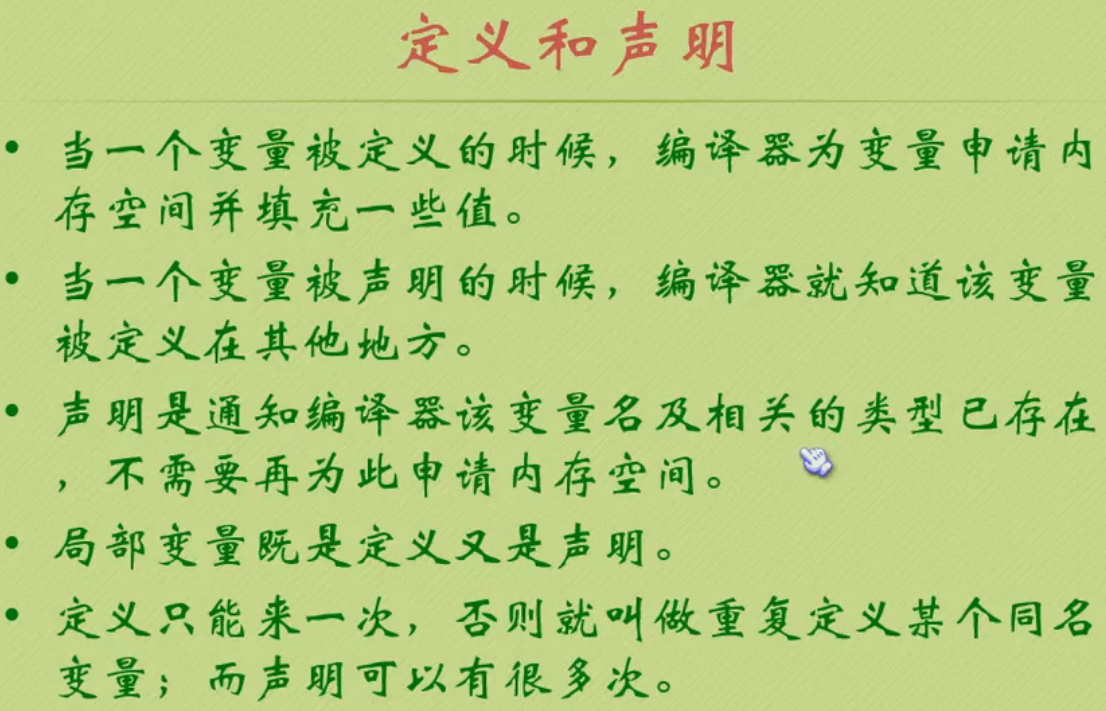 定义和声明
• 当一个变量被定义的时候，编译器为变量申请内
存空间并填充一些值。
• 当一个变量被声明的时候，编译器就知道该变量
被定义在其他地方。
• 声明是通知编译器该变量名及相关的类型已存在
，不需要再为此申请内存空间。
• 局部变量既是定义又是声明。
• 定义只能来一次，否则就叫做重复定义某个同名
变量；而声明可以有很多次。